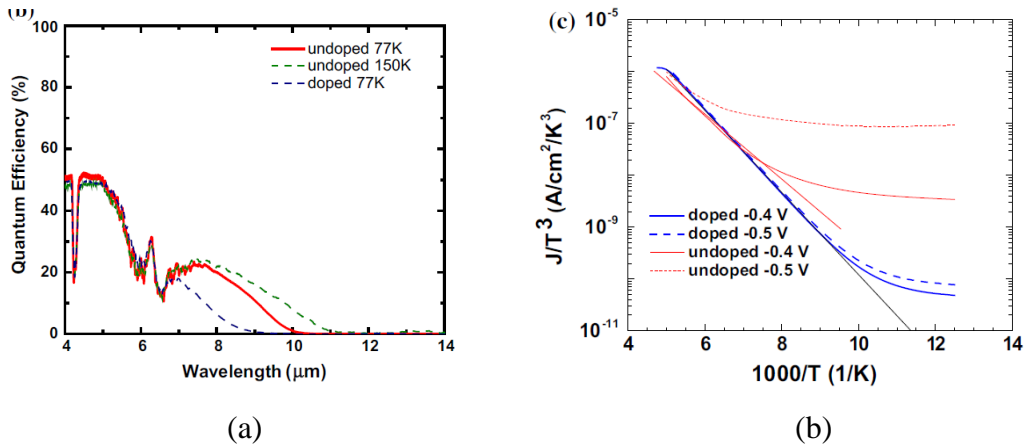 (b)
100
80
60
40
20
0
Quantum Efficiency (%)
undoped 77K
undoped 150K
doped 77K
4 6 8 10 12 14
Wavelength (μm)
(a)
(c)
10-5
10-7
10-9
10-11
J/T3 (A/cm2/K3)
doped -0.4 V
doped -0.5 V
undoped -0.4 V
undoped -0.5 V
4 6 8 10 12 14
1000/T (1/K)
(b)